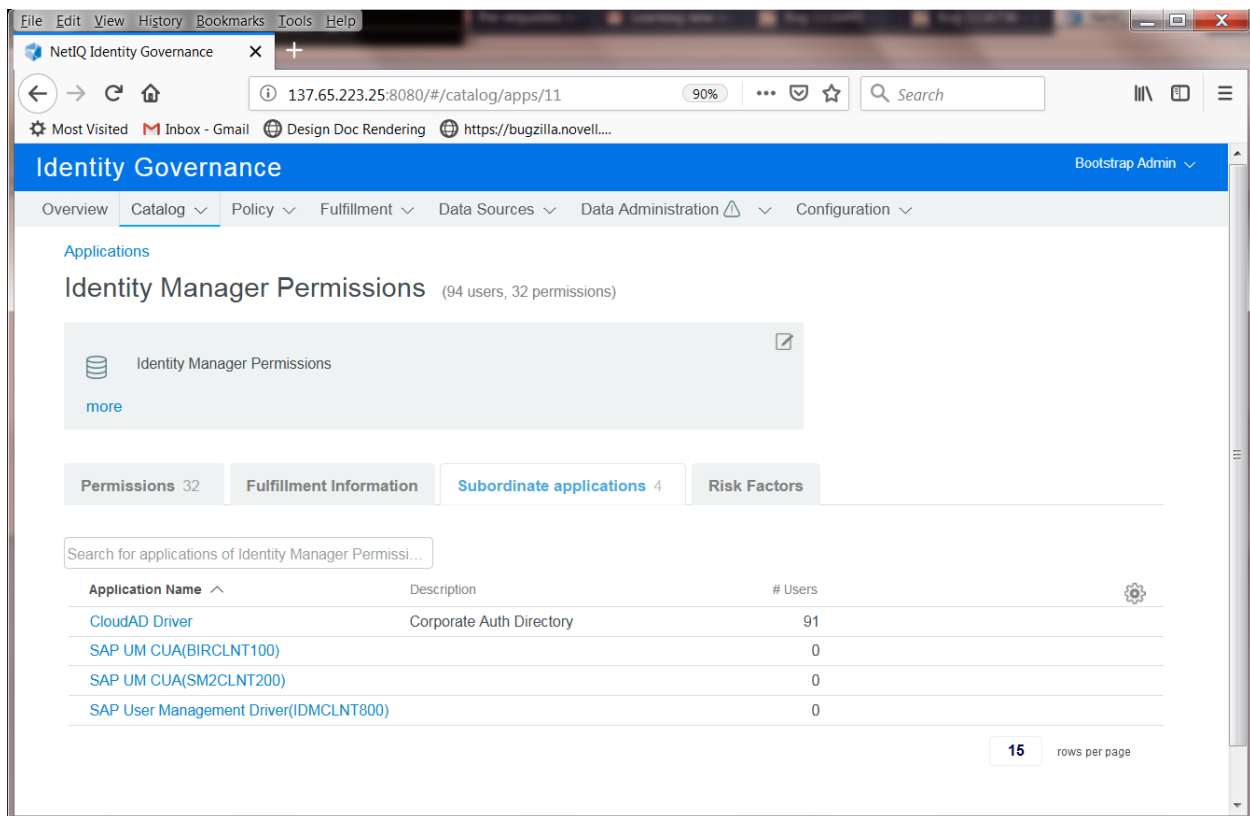 File Edit View History Bookmarks Tools Help
NetIQ Identity Governance
137.65.223.25:8080/#/catalog/apps/11 90% Search
Most Visited Inbox - Gmail Design Doc Rendering https://bugzilla.novell....
Identity Governance Bootstrap Admin
Overview Catalog Policy Fulfillment Data Sources Data Administration Configuration
Applications
Identity Manager Permissions (94 users, 32 permissions)
Identity Manager Permissions
more
Permissions 32 Fulfillment Information Subordinate applications 4 Risk Factors
Search for applications of Identity Manager Permissi...
Application Name Description # Users
CloudAD Driver Corporate Auth Directory 91
SAP UM CUA(BIRCLNT100) 0
SAP UM CUA(SM2CLNT200) 0
SAP User Management Driver(IDMCLNT800) 0
15 rows per page